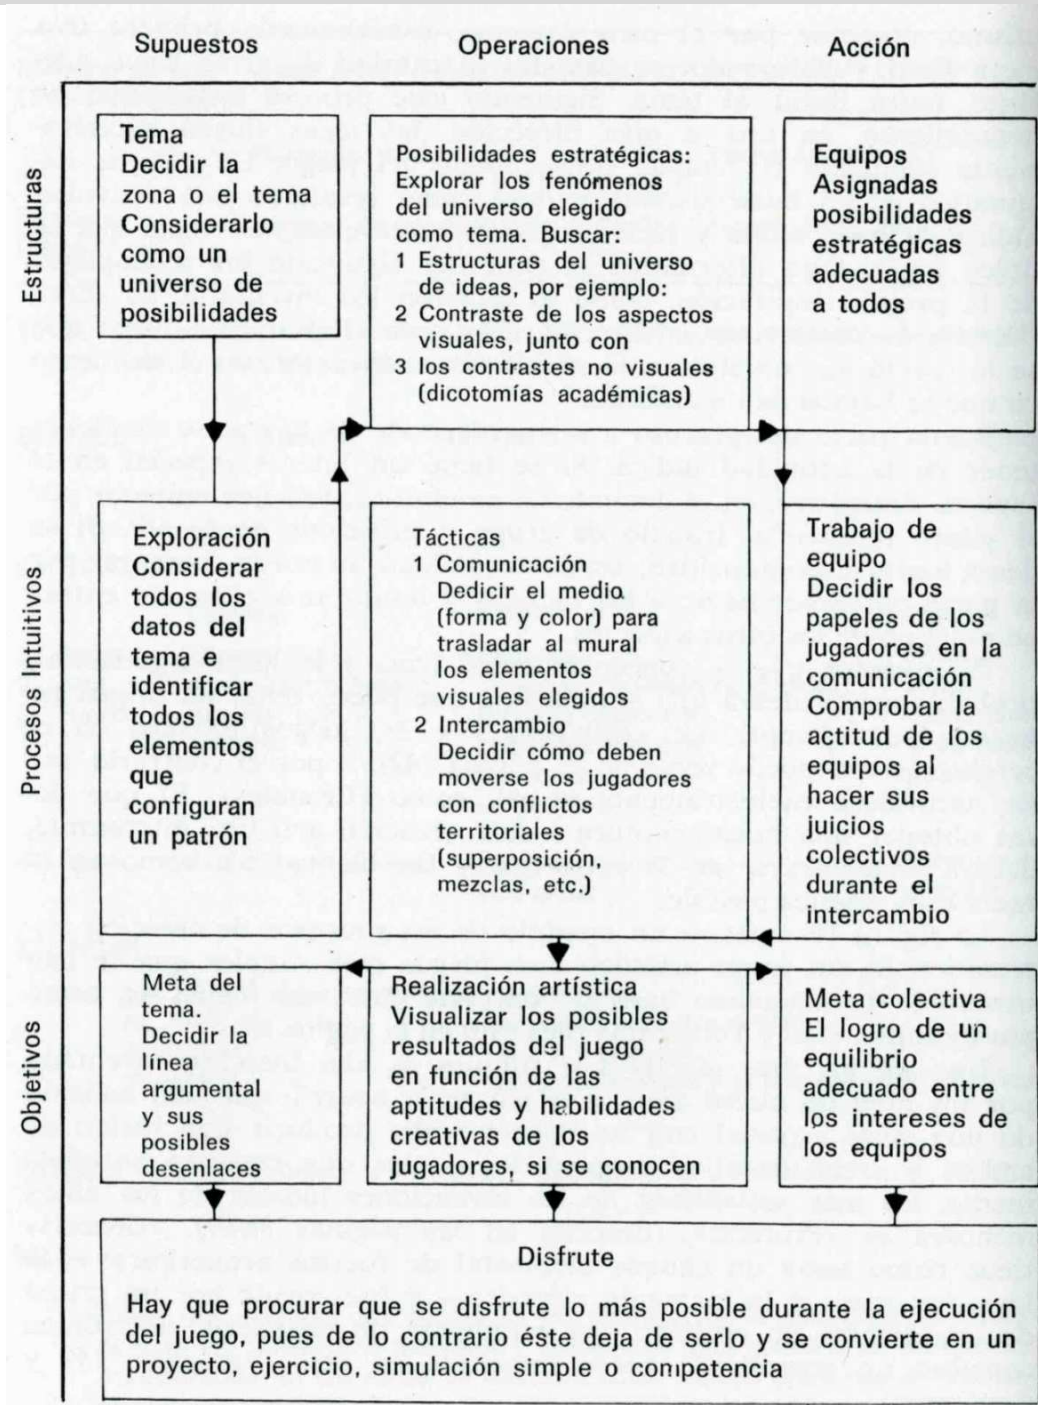 Supuestos
Operaciones
Acción
Estructuras
Tema
Decidir la
zona o el tema
Considerarlo
como un
universo de
posibilidades
Posibilidades estratégicas:
Explorar los fenómenos
del universo elegido
como tema. Buscar:
1 Estructuras del universo
de ideas, por ejemplo:
2 Contraste de los aspectos
visuales, junto con
3 los contrastes no visuales
(dicotomías académicas)
Equipos
Asignadas
posibilidades
estratégicas
adecuadas
a todos
Procesos Intuitivos
Exploración
Considerar
todos los
datos del
tema e
identificar
todos los
elementos
que
configuran
un patrón
Tácticas
1 Comunicación
Dedicir el medio
(forma y color) para
trasladar al mural
los elementos
visuales elegidos
2 Intercambio
Decidir cómo deben
moverse los jugadores
con conflictos
territoriales
(superposición,
mezclas, etc.)
Trabajo de
equipo
Decidir los
papeles de los
jugadores en la
comunicación
Comprobar la
actitud de los
equipos al
hacer sus
juicios
colectivos
durante el
intercambio
Objetivos
Meta del
tema.
Decidir la
línea
argumental
y sus
posibles
desenlaces
Realización artística
Visualizar los posibles
resultados del juego
en función de las
aptitudes y habilidades
creativas de los
jugadores, si se conocen
Meta colectiva
El logro de un
equilibrio
adecuado entre
los intereses de
los equipos
Disfrute
Hay que procurar que se disfrute lo más posible durante la ejecución
del juego, pues de lo contrario éste deja de serlo y se convierte en un
proyecto, ejercicio, simulación simple o competencia